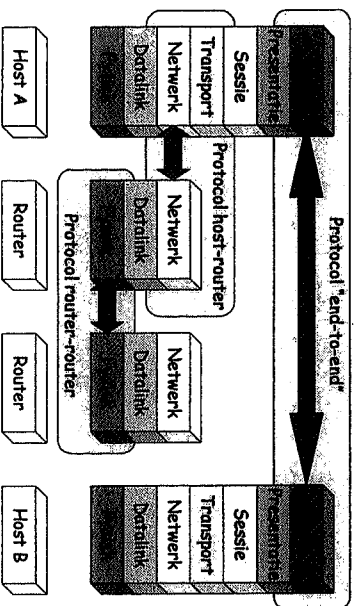 Protocol "end-to-end"
Presentatie
Sessie
Transport
Netwerk
Datalink
Protocol host-router
Netwerk
Datalink
Protocol router-router
Netwerk
Datalink
Presentatie
Sessie
Transport
Netwerk
Datalink
Host A
Router
Router
Host B